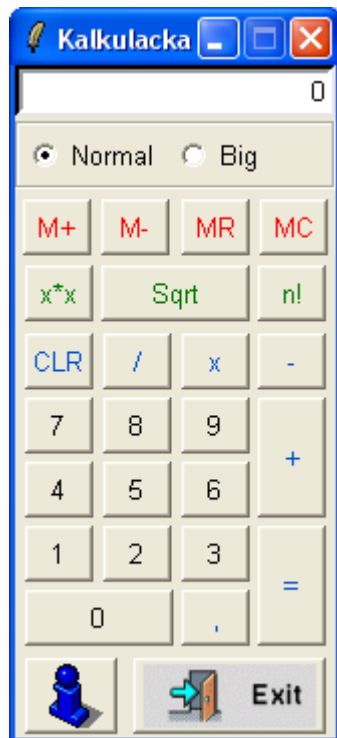 Kalkulacka
0
Normal Big
M+ M- MR MC
x*x Sqrt n!
CLR / x -
7 8 9
+
4 5 6
1 2 3
=
0 ,
Exit